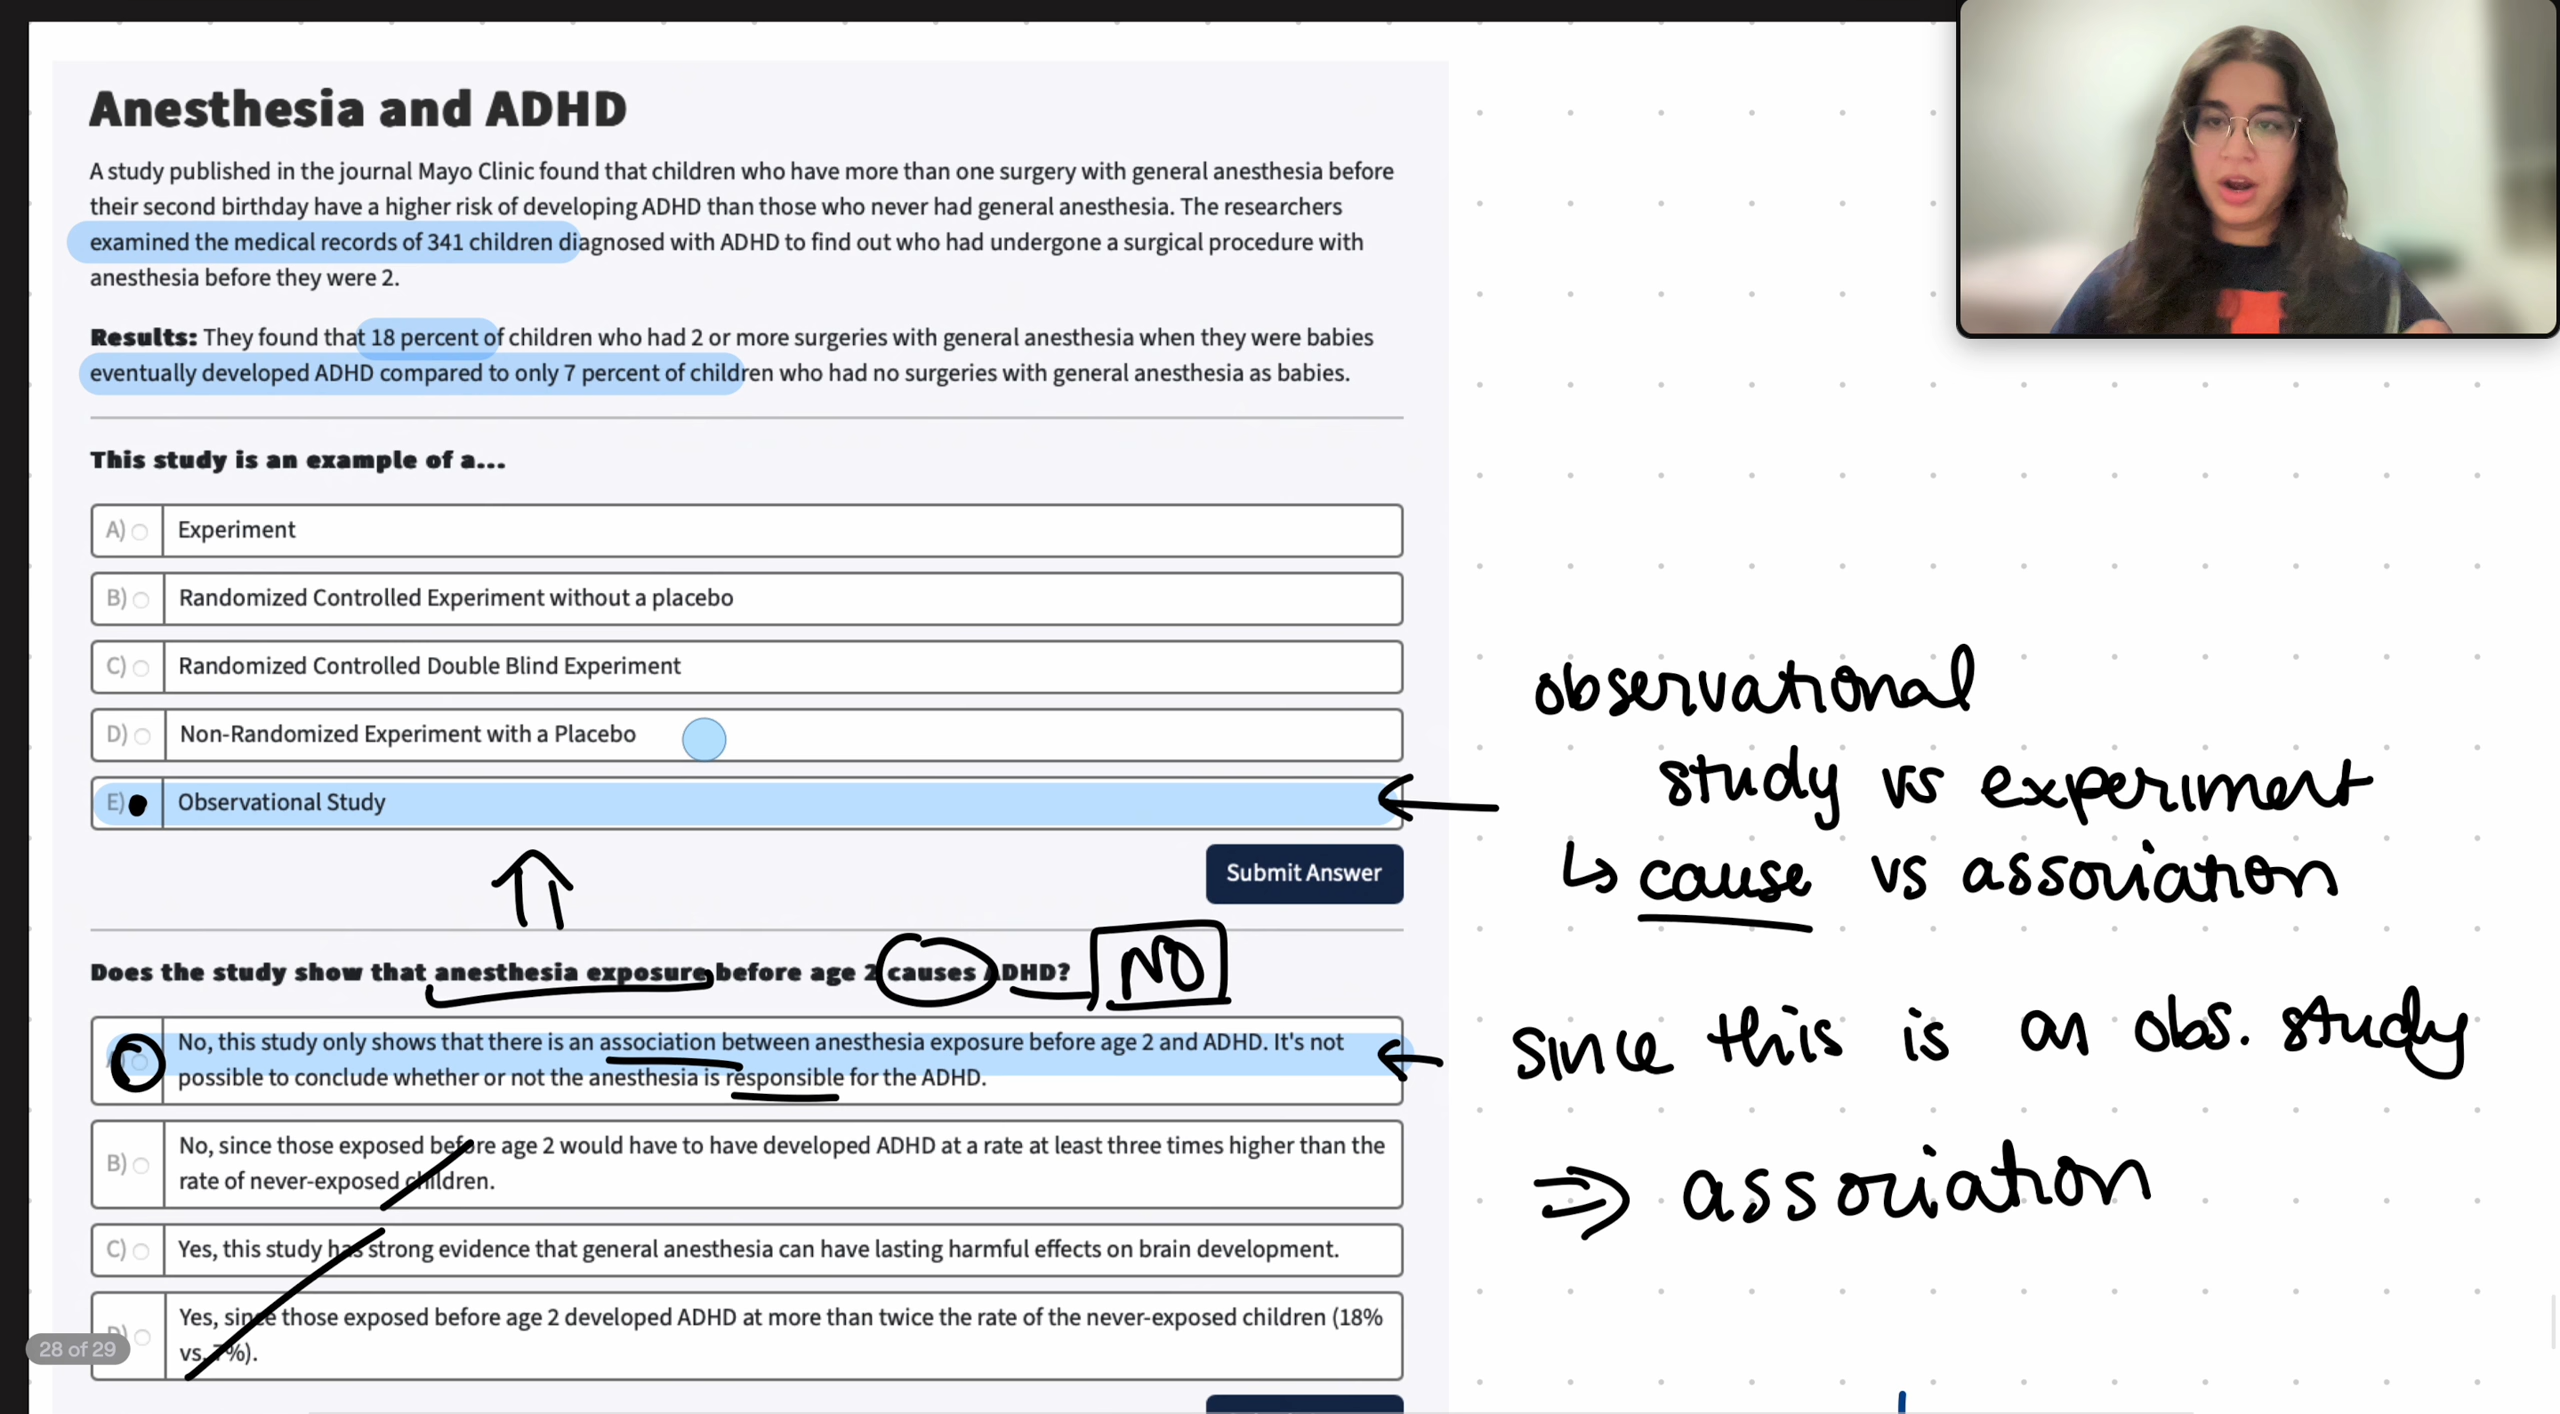 Anesthesia and ADHD
A study published in the journal Mayo Clinic found that children who have more than one surgery with general anesthesia before
their second birthday have a higher risk of developing ADHD than those who never had general anesthesia. The researchers
examined the medical records of 341 children diagnosed with ADHD to find out who had undergone a surgical procedure with
anesthesia before they were 2.
Results: They found that 18 percent of children who had 2 or more surgeries with general anesthesia when they were babies
eventually developed ADHD compared to only 7 percent of children who had no surgeries with general anesthesia as babies.
This study is an example of a...
A) Experiment
B) Randomized Controlled Experiment without a placebo
C) Randomized Controlled Double Blind Experiment
D) Non-Randomized Experiment with a Placebo
E) Observational Study
Submit Answer
Does the study show that anesthesia exposure before age 2 causes ADHD? NO
No, this study only shows that there is an association between anesthesia exposure before age 2 and ADHD. It's not
possible to conclude whether or not the anesthesia is responsible for the ADHD.
B) No, since those exposed before age 2 would have to have developed ADHD at a rate at least three times higher than the
rate of never-exposed children.
C) Yes, this study has strong evidence that general anesthesia can have lasting harmful effects on brain development.
D) Yes, since those exposed before age 2 developed ADHD at more than twice the rate of the never-exposed children (18%
vs. 7%).
28 of 29
observational
study vs experiment
↳ cause vs association
since this is an obs. study
⇒ association